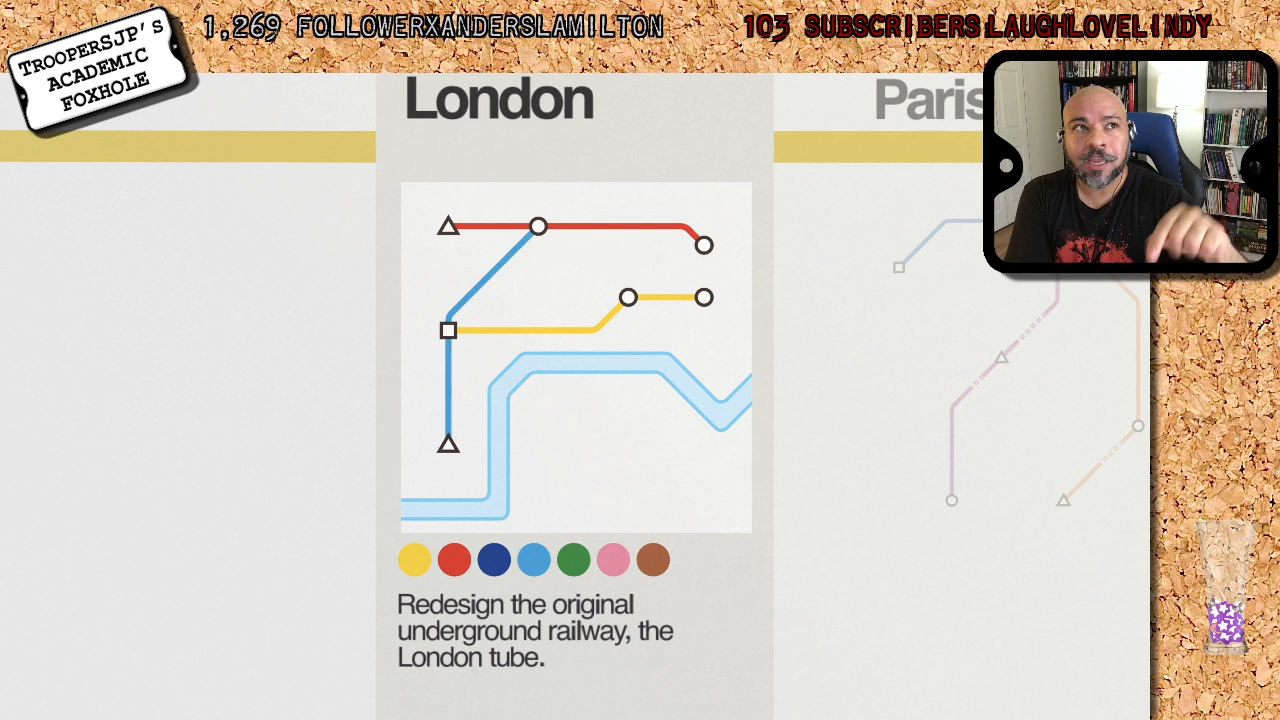 TROOPERSJP'S
ACADEMIC
FOXHOLE
1,269 FOLLOWERXANDERSLAMILTON
103 SUBSCRIBERS:LAUGHLOVELINDY
London
Paris
Redesign the original
underground railway, the
London tube.